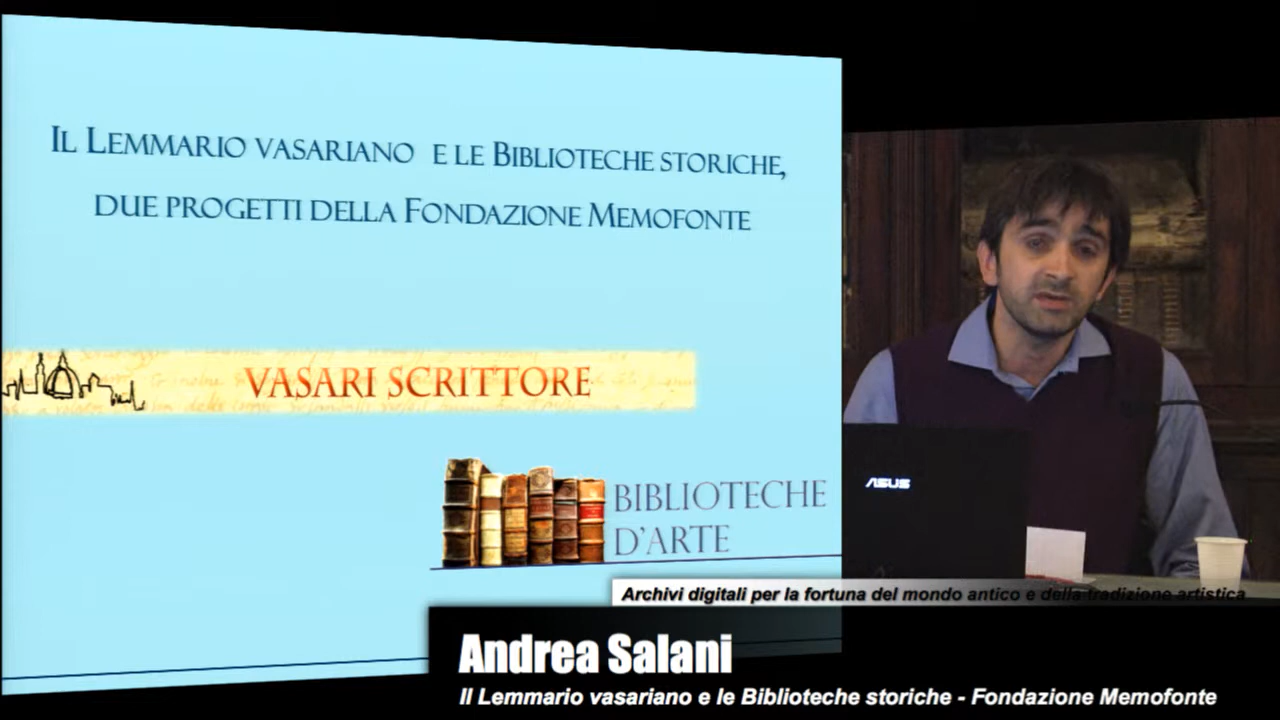 Il Lemmario vasariano e le Biblioteche storiche,
due progetti della Fondazione Memofonte
VASARI SCRITTORE
BIBLIOTECHE
D'ARTE
ASUS
Archivi digitali per la fortuna del mondo antico e della tradizione artistica
Andrea Salani
Il Lemmario vasariano e le Biblioteche storiche - Fondazione Memofonte